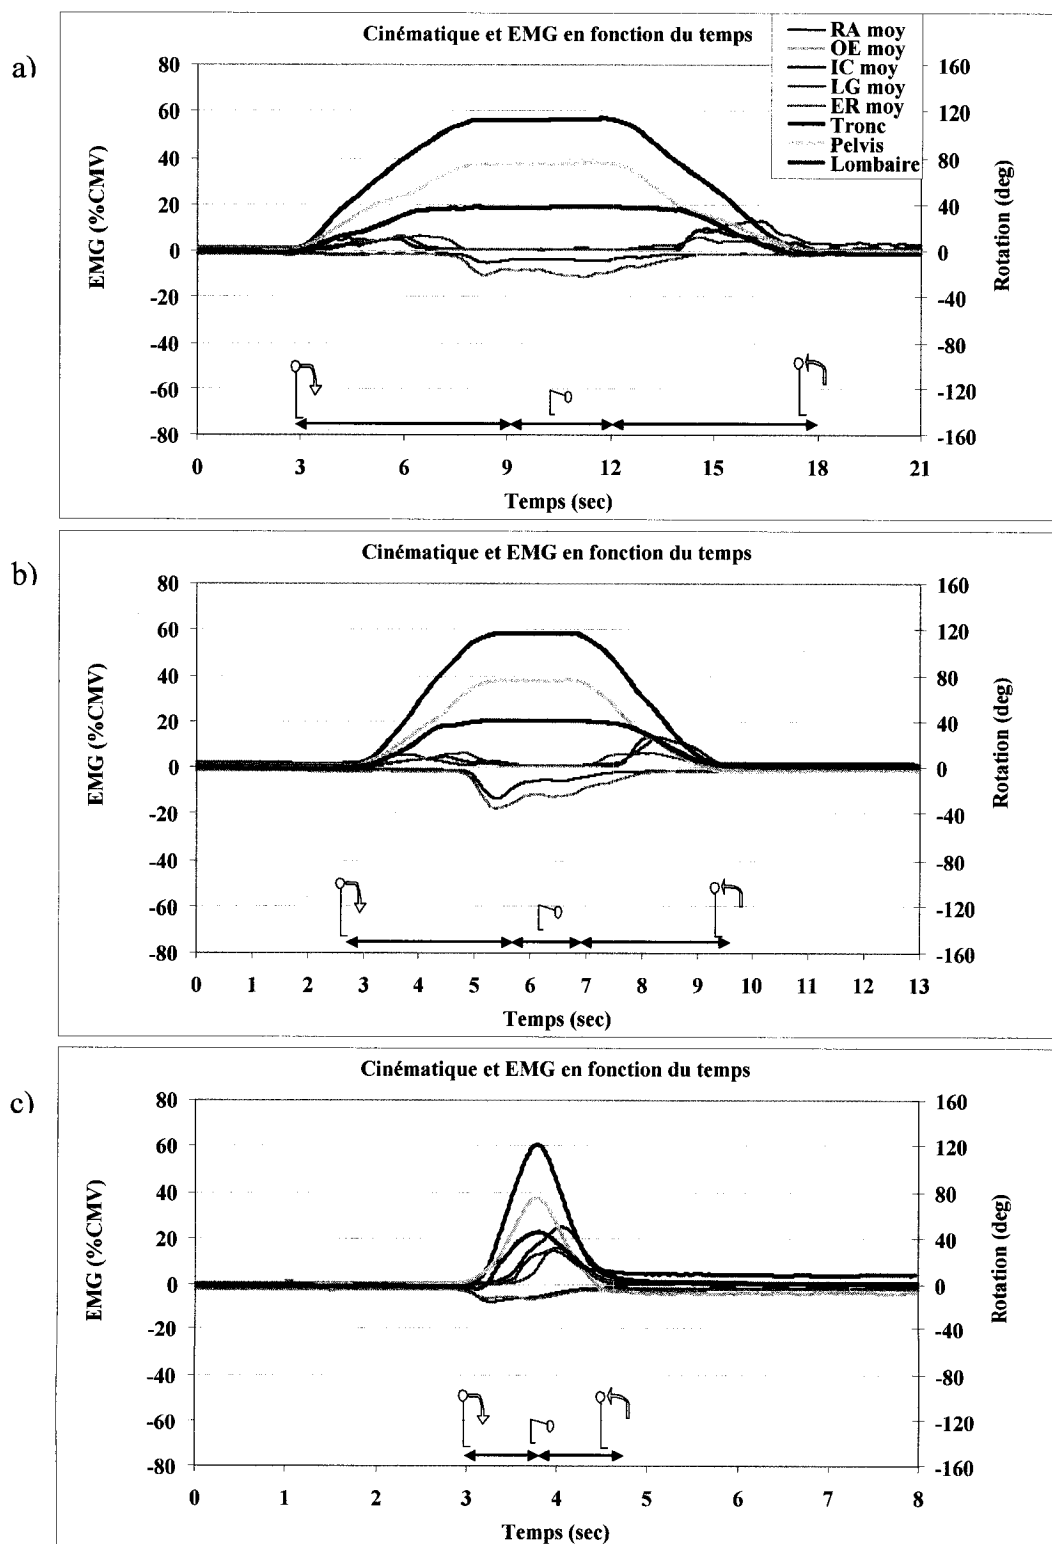 a)
Cinématique et EMG en fonction du temps
RA moy
OE moy
IC moy
LG moy
ER moy
Tronc
Pelvis
Lombaire
EMG (%CMV)
80
60
40
20
0
-20
-40
-60
-80
160
120
80
40
0
-40
-80
-120
-160
Rotation (deg)
0 3 6 9 12 15 18 21
Temps (sec)
b)
Cinématique et EMG en fonction du temps
EMG (%CMV)
80
60
40
20
0
-20
-40
-60
-80
160
120
80
40
0
-40
-80
-120
-160
Rotation (deg)
0 1 2 3 4 5 6 7 8 9 10 11 12 13
Temps (sec)
c)
Cinématique et EMG en fonction du temps
EMG (%CMV)
80
60
40
20
0
-20
-40
-60
-80
160
120
80
40
0
-40
-80
-120
-160
Rotation (deg)
0 1 2 3 4 5 6 7 8
Temps (sec)